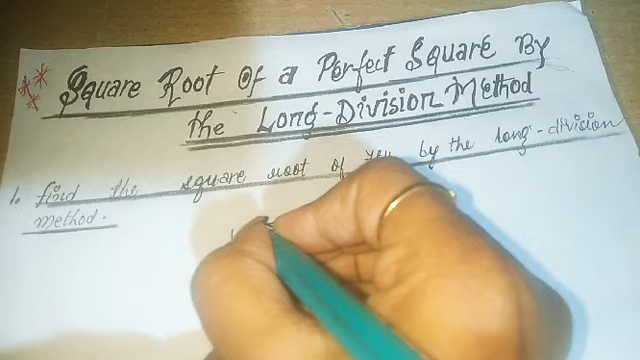 Square Root Of a Perfect Square By
the Long-Division Method
1. find the square root of by the long-division
method.